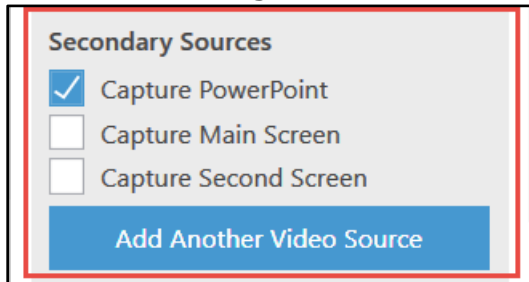 Secondary Sources
Capture PowerPoint
Capture Main Screen
Capture Second Screen
Add Another Video Source